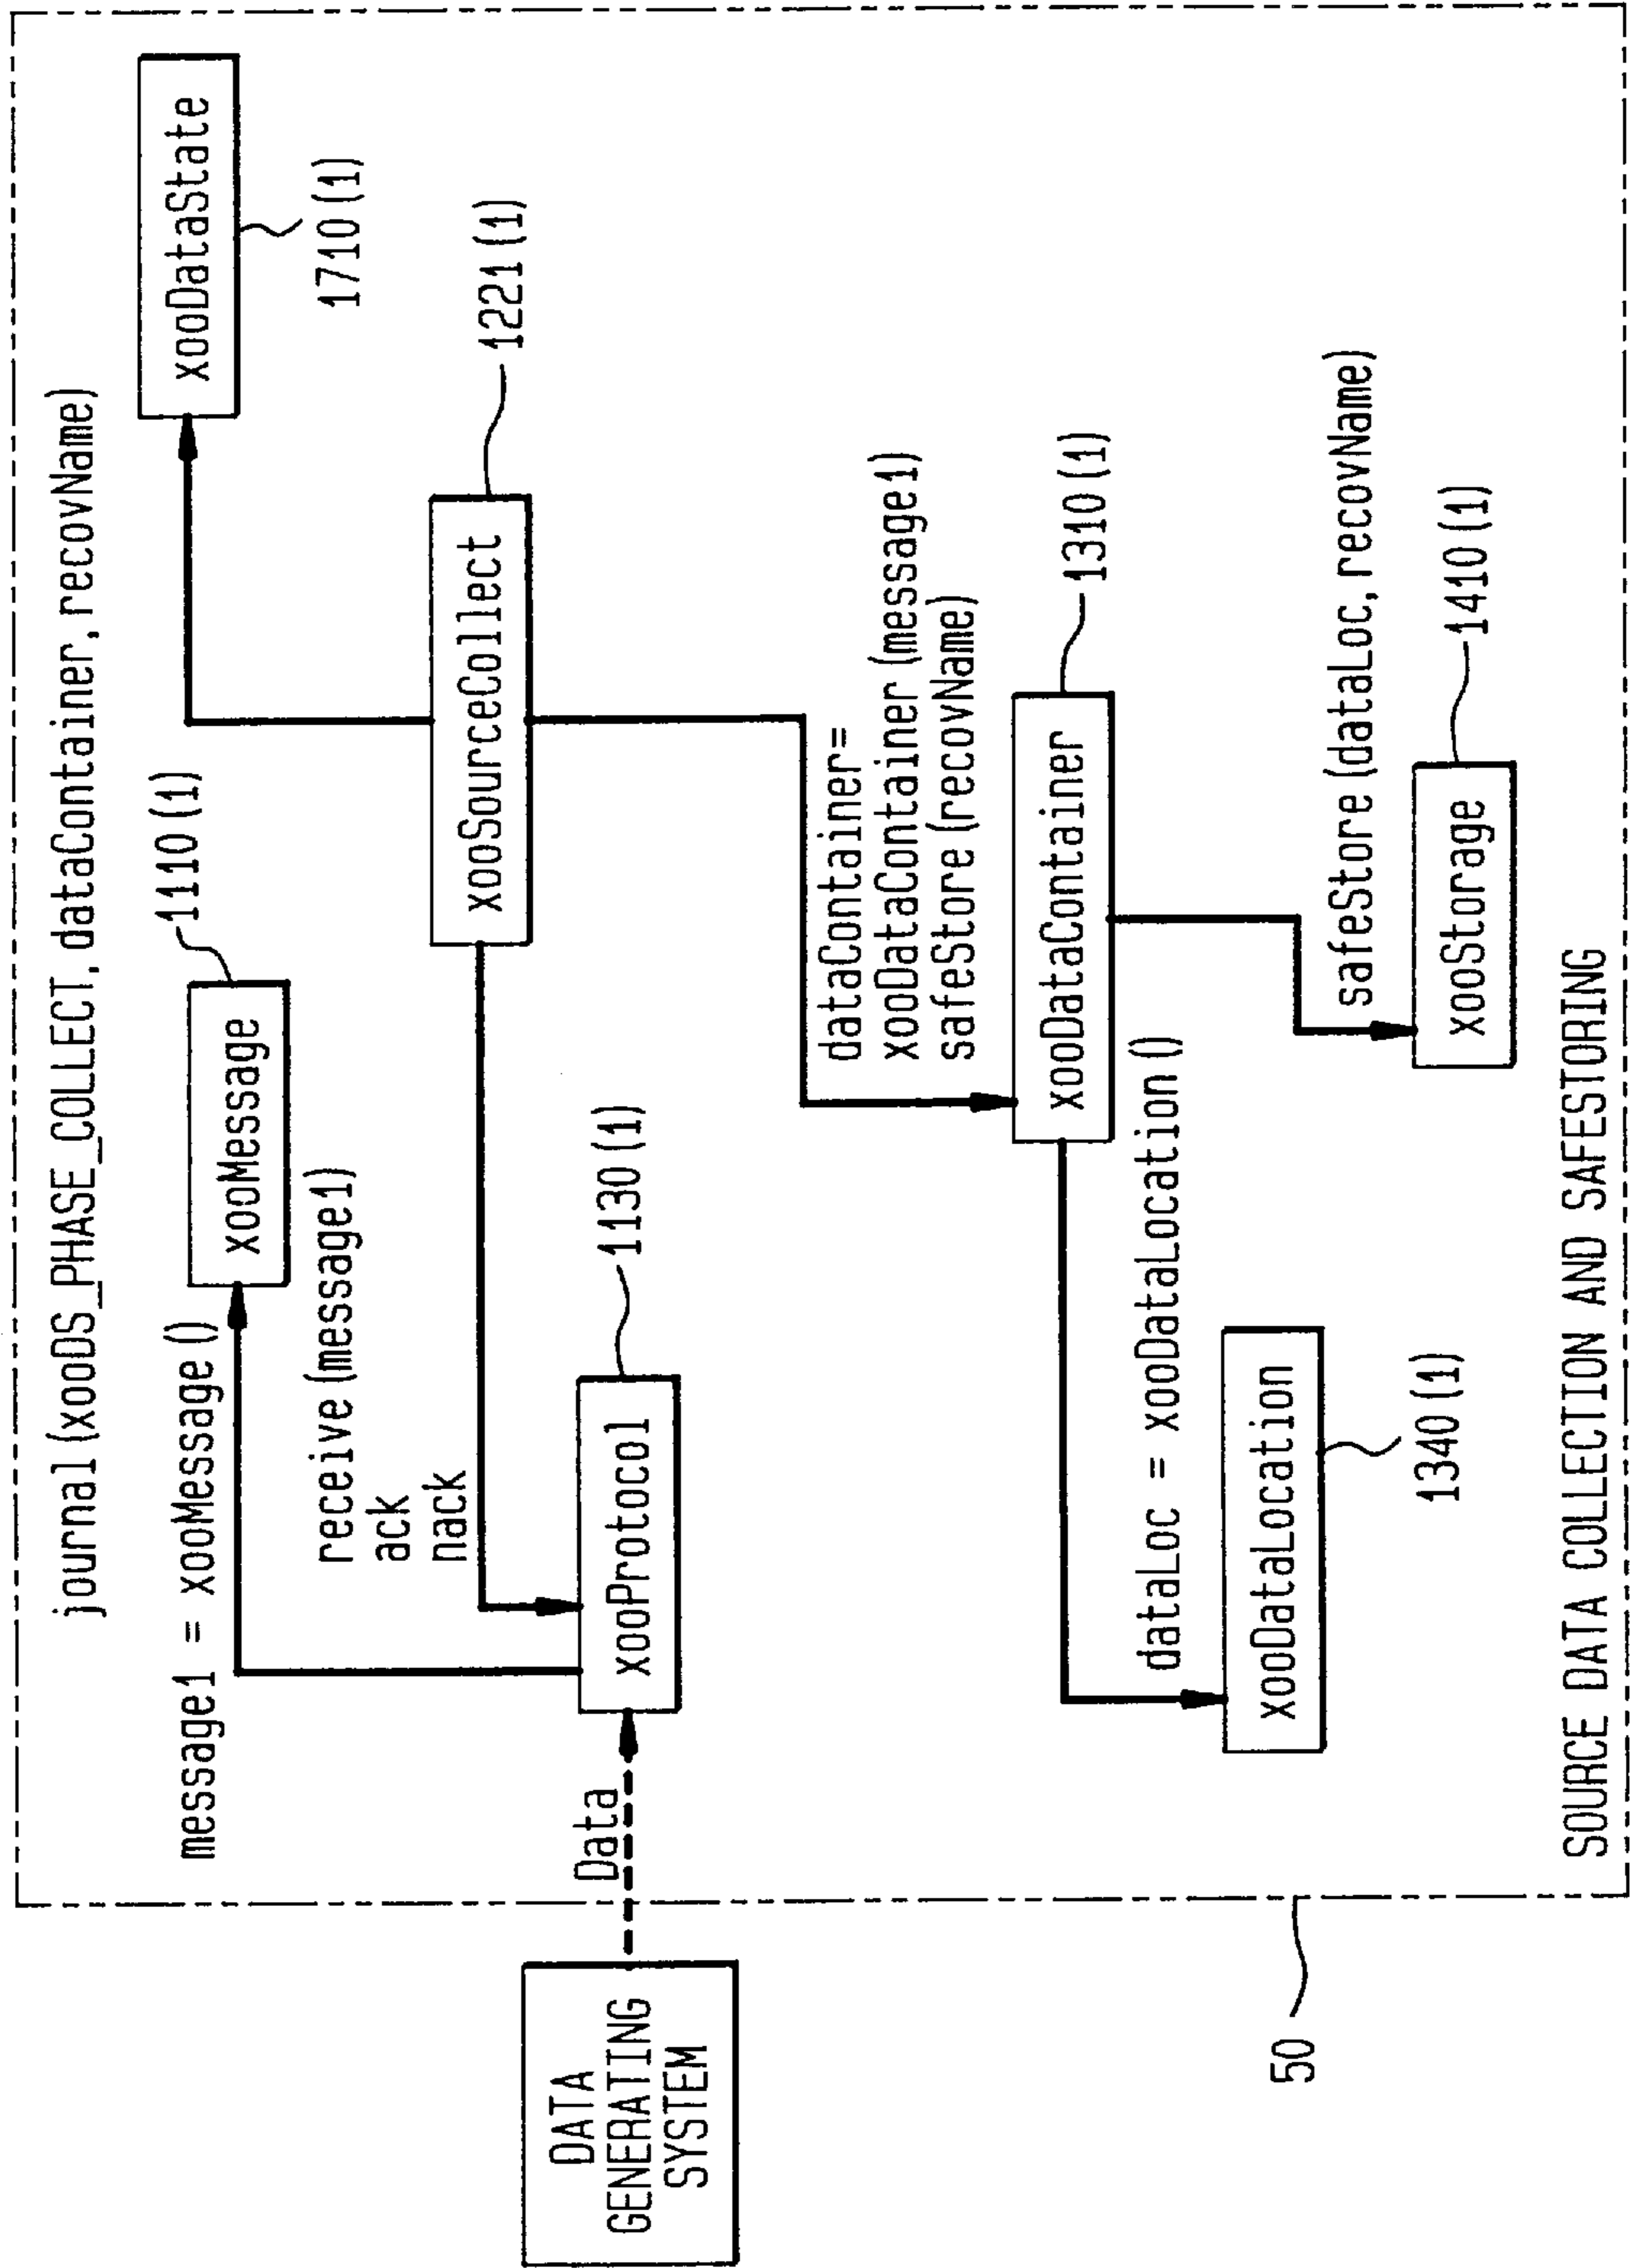 journal (xooDS_PHASE_COLLECT, dataContainer, recovName)
message1 = xooMessage ()
1110 (1)
xooMessage
xooDataState
1710 (1)
receive (message1)
ack
nack
xooSourceCollect
1221 (1)
Data
xooProtocol
1130 (1)
DATA
GENERATING
SYSTEM
dataContainer=
xooDataContainer (message1)
safeStore (recovName)
xooDataContainer
1310 (1)
dataLoc = xooDataLocation ()
xooDataLocation
1340 (1)
safeStore (dataLoc, recovName)
xooStorage
1410 (1)
50
SOURCE DATA COLLECTION AND SAFESTORING